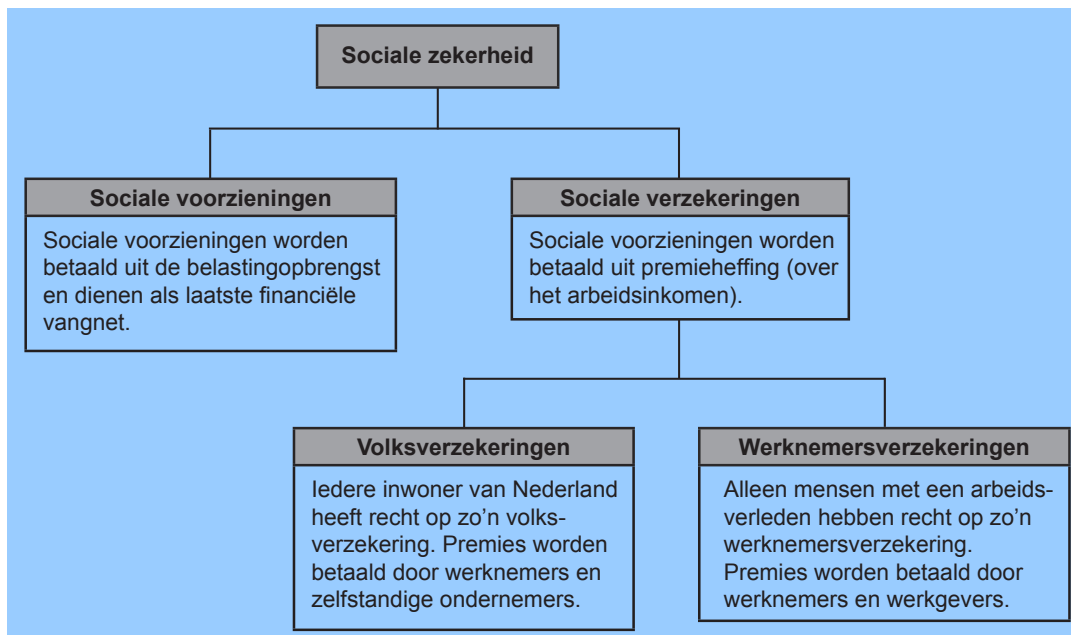 Sociale zekerheid
Sociale voorzieningen
Sociale voorzieningen worden
betaald uit de belastingopbrengst
en dienen als laatste financiële
vangnet.
Sociale verzekeringen
Sociale voorzieningen worden
betaald uit premieheffing (over
het arbeidsinkomen).
Volksverzekeringen
Iedere inwoner van Nederland
heeft recht op zo’n volks-
verzekering. Premies worden
betaald door werknemers en
zelfstandige ondernemers.
Werknemersverzekeringen
Alleen mensen met een arbeids-
verleden hebben recht op zo’n
werknemersverzekering.
Premies worden betaald door
werknemers en werkgevers.